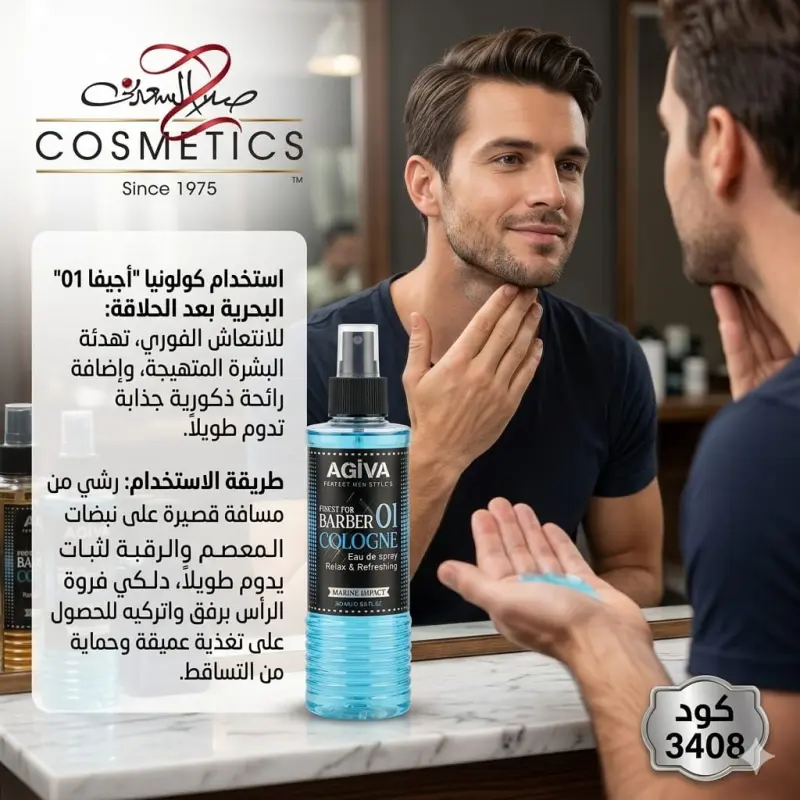 COSMETICS
TM
Since 1975
استخدام كولونيا "أجيفا 01"
البحرية بعد الحلاقة:
للانتعاش الفوري، تهدئة
البشرة المتهيجة، وإضافة
رائحة ذكورية جذابة
تدوم طويلاً.
طريقة الاستخدام: رشي من
مسافة قصيرة على نبضات
المعصم والرقبة لثبات
يدوم طويلاً، دلكي فروة
الرأس برفق واتركيه للحصول
على تغذية عميقة وحماية
من التساقط.
AGIVA
MEN STYLE'S
FINEST FOR
BARBER 01
COLOGNE
Eau de spray
Relax & Refreshing
MARINE IMPACT
كود
3408